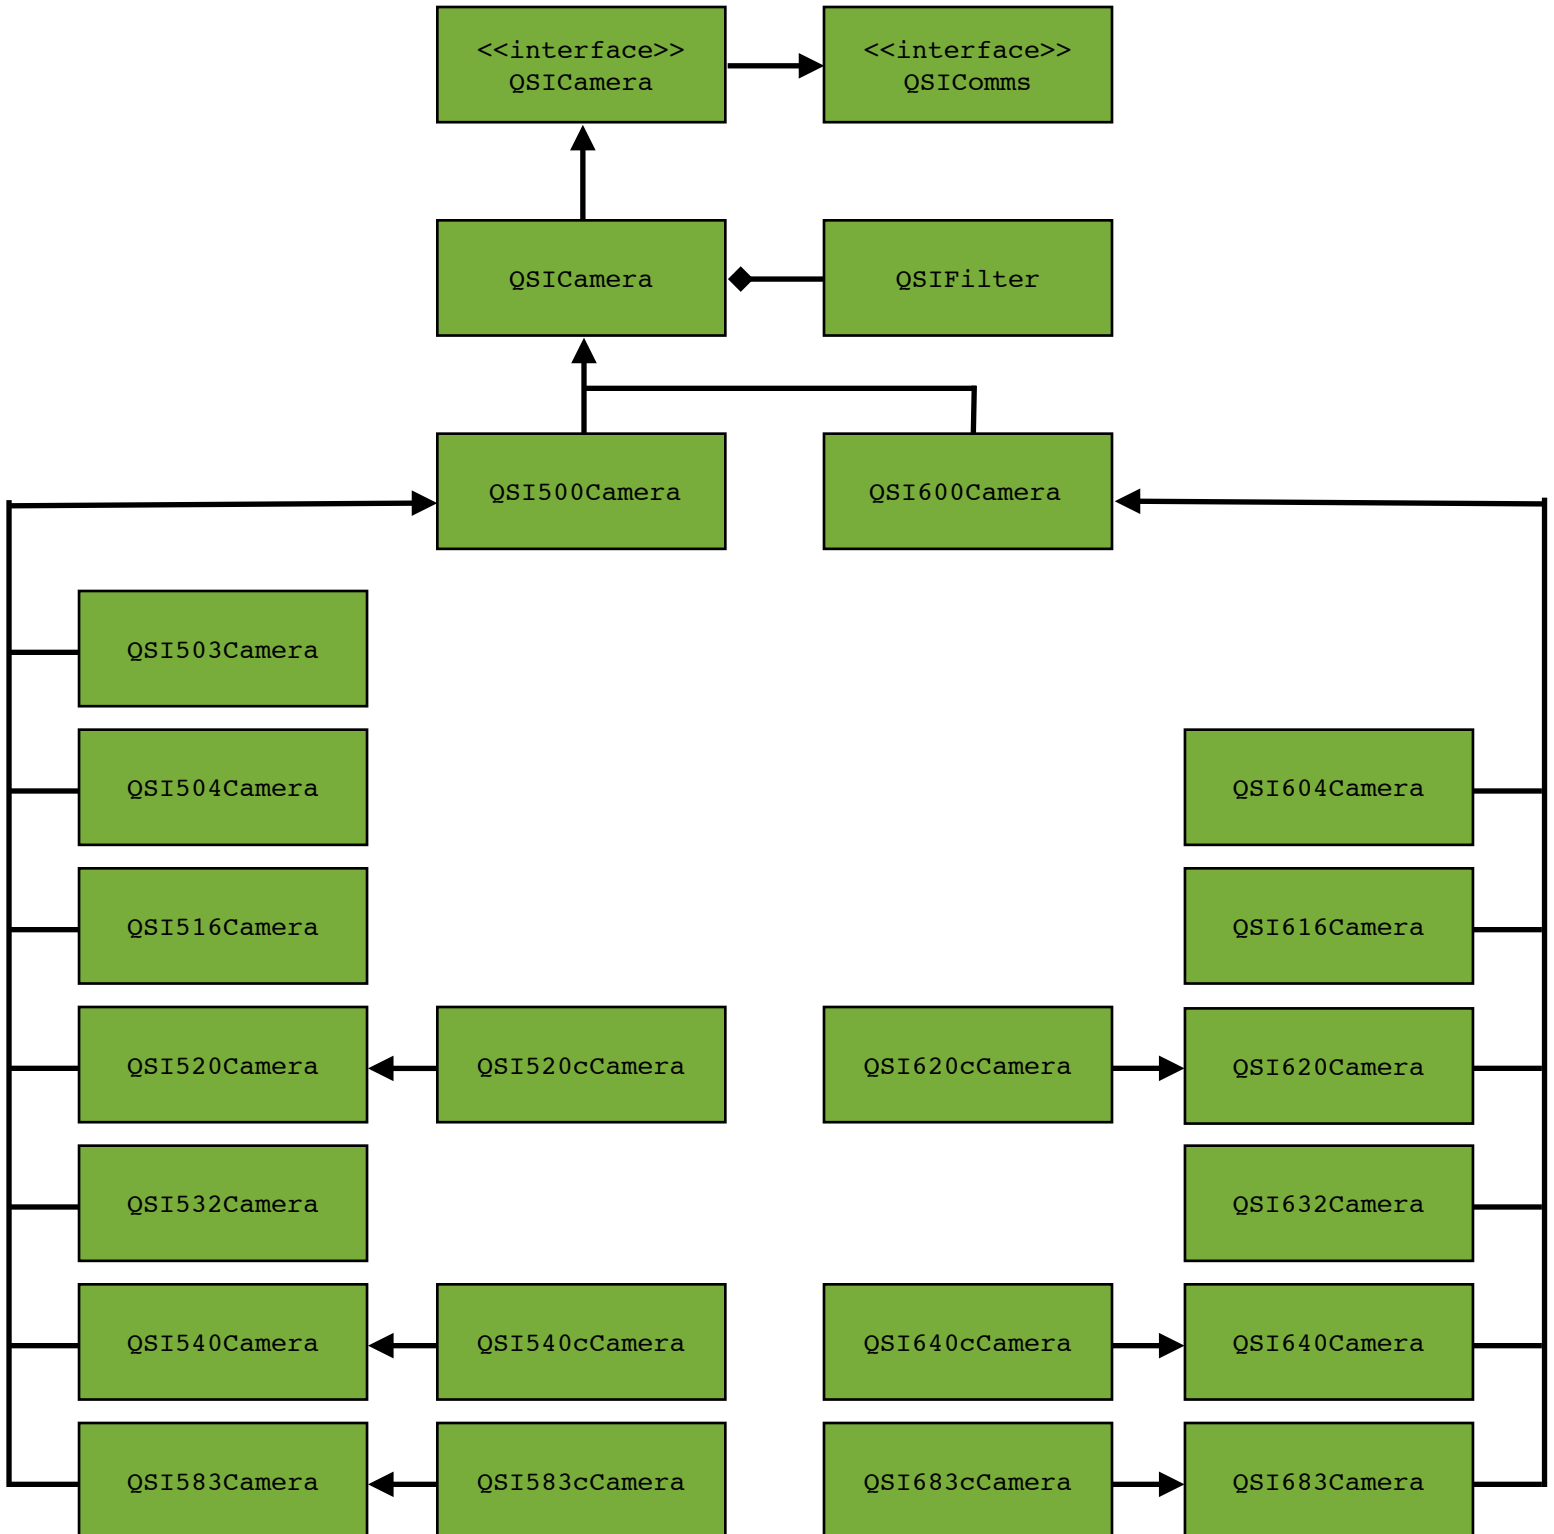 <<interface>>
QSICamera
<<interface>>
QSIComms
QSICamera
QSIFilter
QSI500Camera
QSI600Camera
QSI503Camera
QSI504Camera
QSI604Camera
QSI516Camera
QSI616Camera
QSI520Camera
QSI520cCamera
QSI620cCamera
QSI620Camera
QSI532Camera
QSI632Camera
QSI540Camera
QSI540cCamera
QSI640cCamera
QSI640Camera
QSI583Camera
QSI583cCamera
QSI683cCamera
QSI683Camera